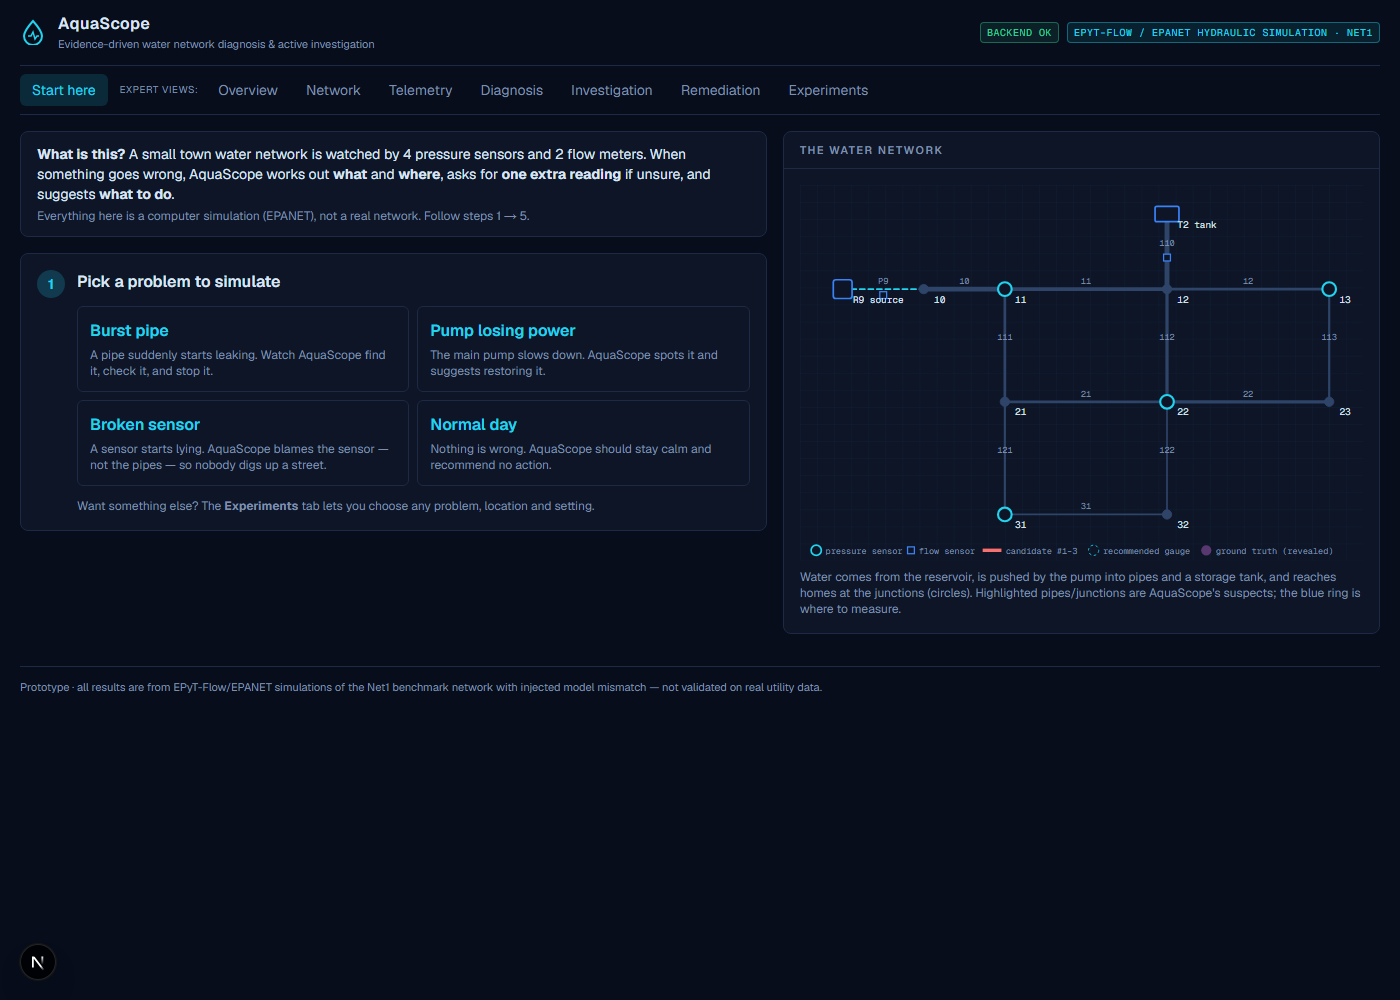 AquaScope
Evidence-driven water network diagnosis & active investigation
BACKEND OK
EPYT-FLOW / EPANET HYDRAULIC SIMULATION · NET1
Start here
EXPERT VIEWS:
Overview
Network
Telemetry
Diagnosis
Investigation
Remediation
Experiments
What is this? A small town water network is watched by 4 pressure sensors and 2 flow meters. When
something goes wrong, AquaScope works out what and where, asks for one extra reading if unsure, and
suggests what to do.
Everything here is a computer simulation (EPANET), not a real network. Follow steps 1 → 5.
1
Pick a problem to simulate
Burst pipe
A pipe suddenly starts leaking. Watch AquaScope find
it, check it, and stop it.
Pump losing power
The main pump slows down. AquaScope spots it and
suggests restoring it.
Broken sensor
A sensor starts lying. AquaScope blames the sensor —
not the pipes — so nobody digs up a street.
Normal day
Nothing is wrong. AquaScope should stay calm and
recommend no action.
Want something else? The Experiments tab lets you choose any problem, location and setting.
THE WATER NETWORK
T2 tank
110
P9
10
11
12
R9 source
10
11
12
13
111
112
113
21
22
21
22
23
121
122
31
31
32
pressure sensor
flow sensor
candidate #1-3
recommended gauge
ground truth (revealed)
Water comes from the reservoir, is pushed by the pump into pipes and a storage tank, and reaches
homes at the junctions (circles). Highlighted pipes/junctions are AquaScope's suspects; the blue ring is
where to measure.
Prototype · all results are from EPyT-Flow/EPANET simulations of the Net1 benchmark network with injected model mismatch — not validated on real utility data.
N